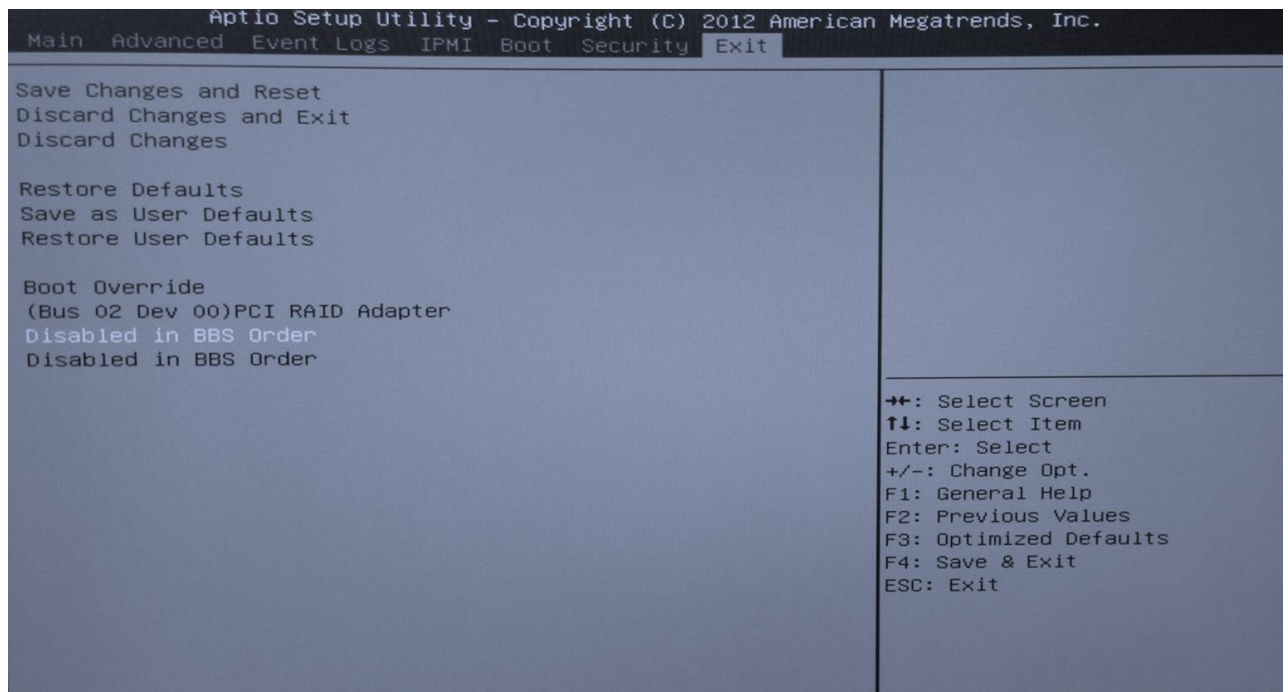 Aptio Setup Utility – Copyright (C) 2012 American Megatrends, Inc.
Main Advanced Event Logs IPMI Boot Security Exit
Save Changes and Reset
Discard Changes and Exit
Discard Changes
Restore Defaults
Save as User Defaults
Restore User Defaults
Boot Override
(Bus 02 Dev 00)PCI RAID Adapter
Disabled in BBS Order
Disabled in BBS Order
→←: Select Screen
↑↓: Select Item
Enter: Select
+/-: Change Opt.
F1: General Help
F2: Previous Values
F3: Optimized Defaults
F4: Save & Exit
ESC: Exit